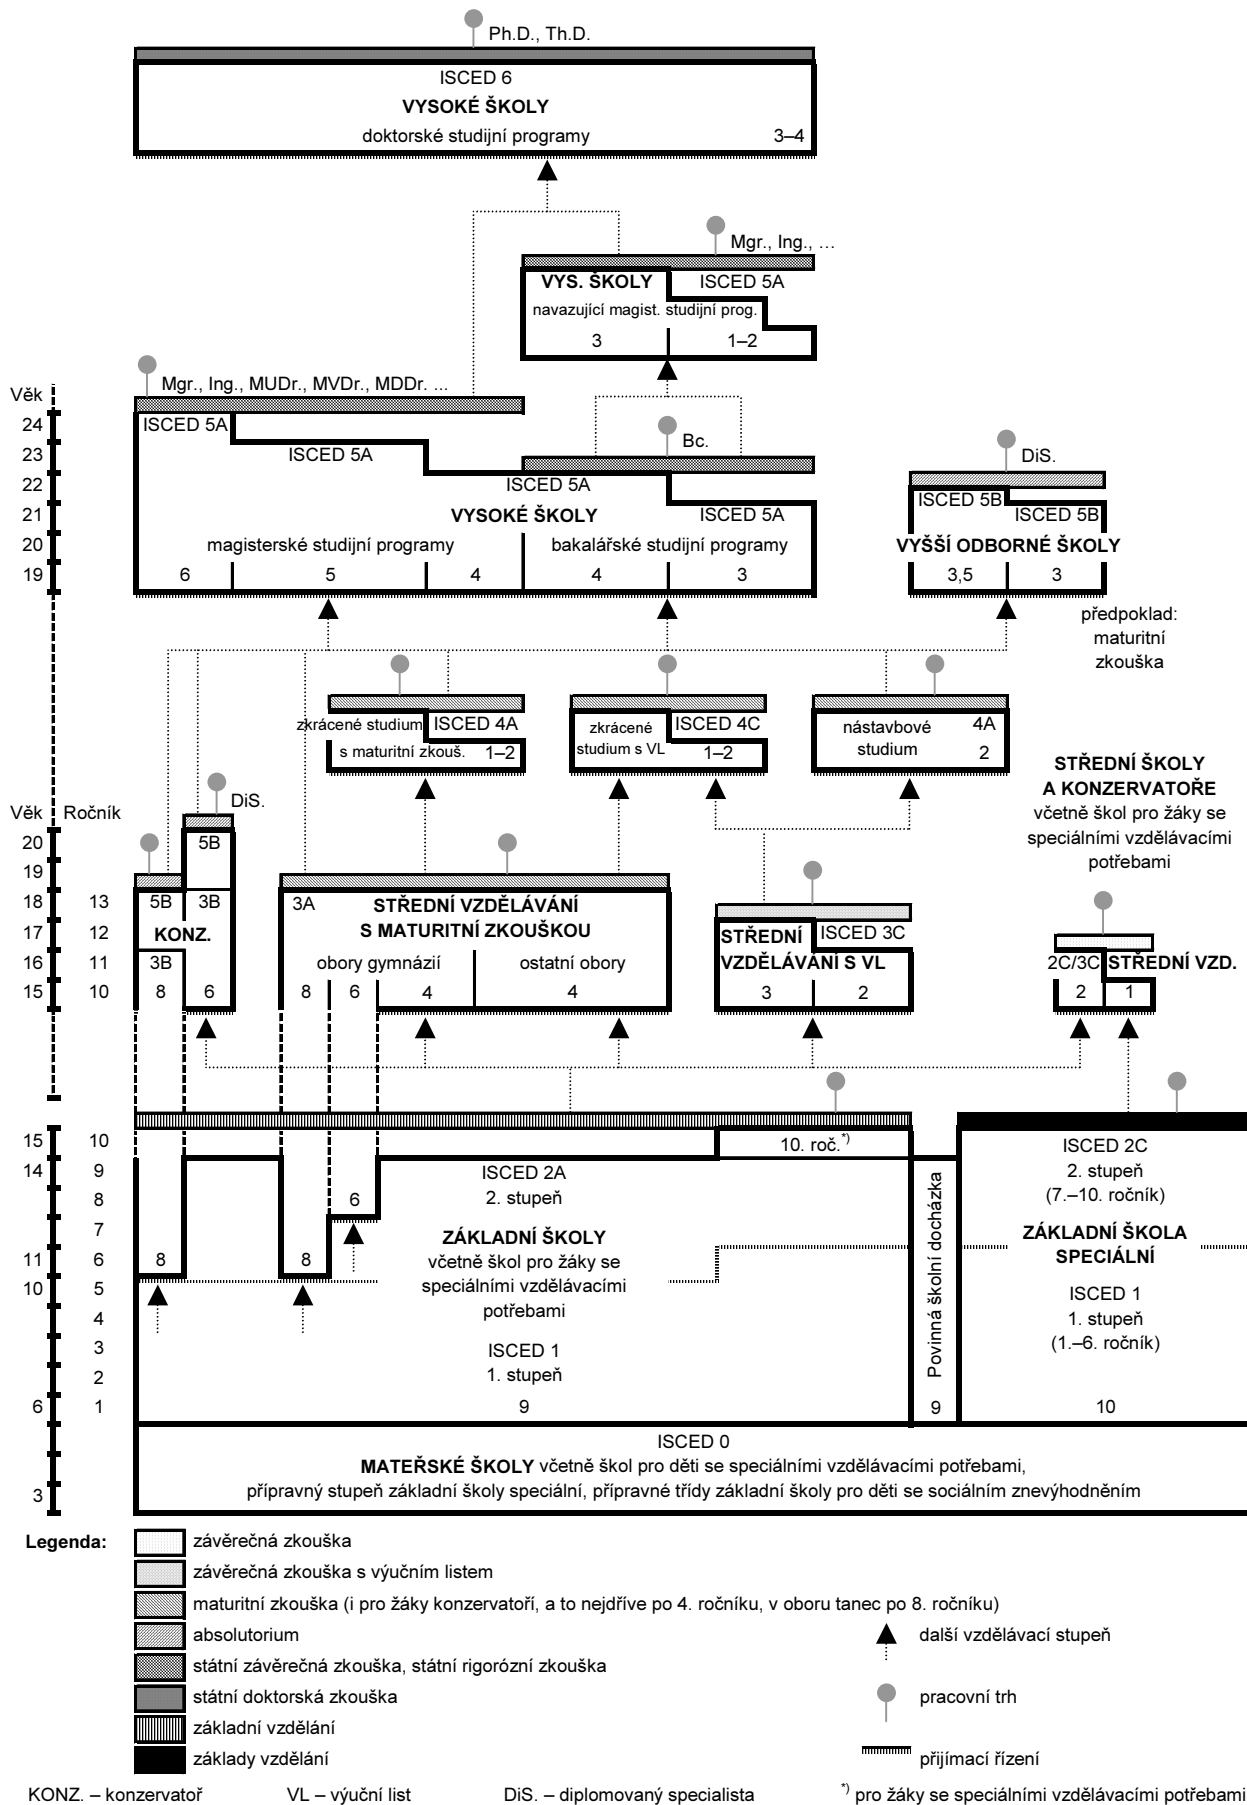 Ph.D., Th.D.
ISCED 6
VYSOKÉ ŠKOLY
doktorské studijní programy 3–4
Mgr., Ing., …
VYS. ŠKOLY ISCED 5A
navazující magist. studijní prog.
3 1–2
Mgr., Ing., MUDr., MVDr., MDDr. ...
Věk
24
23
22
21
20
19
ISCED 5A
ISCED 5A
Bc.
ISCED 5A
ISCED 5A
VYSOKÉ ŠKOLY
magisterské studijní programy
bakalářské studijní programy
6 5 4 4 3
DiS.
ISCED 5B
ISCED 5B
VYŠŠÍ ODBORNÉ ŠKOLY
3,5 3
předpoklad:
maturitní
zkouška
zkrácené studium ISCED 4A
s maturitní zkouš. 1–2
zkrácené ISCED 4C
studium s VL 1–2
nástavbové 4A
studium 2
STŘEDNÍ ŠKOLY
A KONZERVATOŘE
včetně škol pro žáky se
speciálními vzdělávacími
potřebami
Věk Ročník
20
19
18 13
17 12
16 11
15 10
DiS.
5B
5B 3B
KONZ.
3B
8 6
3A STŘEDNÍ VZDĚLÁVÁNÍ
S MATURITNÍ ZKOUŠKOU
obory gymnázií ostatní obory
8 6 4 4
STŘEDNÍ ISCED 3C
VZDĚLÁVÁNÍ S VL
3 2
2C/3C STŘEDNÍ VZD.
2 1
15 10
14 9
8
7
11 6
10 5
4
3
2
6 1
3
10. roč.*)
ISCED 2A
2. stupeň
6
8 8
ZÁKLADNÍ ŠKOLY
včetně škol pro žáky se
speciálními vzdělávacími
potřebami
ISCED 1
1. stupeň
9
Povinná školní docházka
9
ISCED 2C
2. stupeň
(7.–10. ročník)
ZÁKLADNÍ ŠKOLA
SPECIÁLNÍ
ISCED 1
1. stupeň
(1.–6. ročník)
10
ISCED 0
MATEŘSKÉ ŠKOLY včetně škol pro děti se speciálními vzdělávacími potřebami,
přípravný stupeň základní školy speciální, přípravné třídy základní školy pro děti se sociálním znevýhodněním
Legenda:
závěrečná zkouška
závěrečná zkouška s výučním listem
maturitní zkouška (i pro žáky konzervatoří, a to nejdříve po 4. ročníku, v oboru tanec po 8. ročníku)
absolutorium
státní závěrečná zkouška, státní rigorózní zkouška
státní doktorská zkouška
základní vzdělání
základy vzdělání
další vzdělávací stupeň
pracovní trh
přijímací řízení
KONZ. – konzervatoř VL – výuční list DiS. – diplomovaný specialista *) pro žáky se speciálními vzdělávacími potřebami